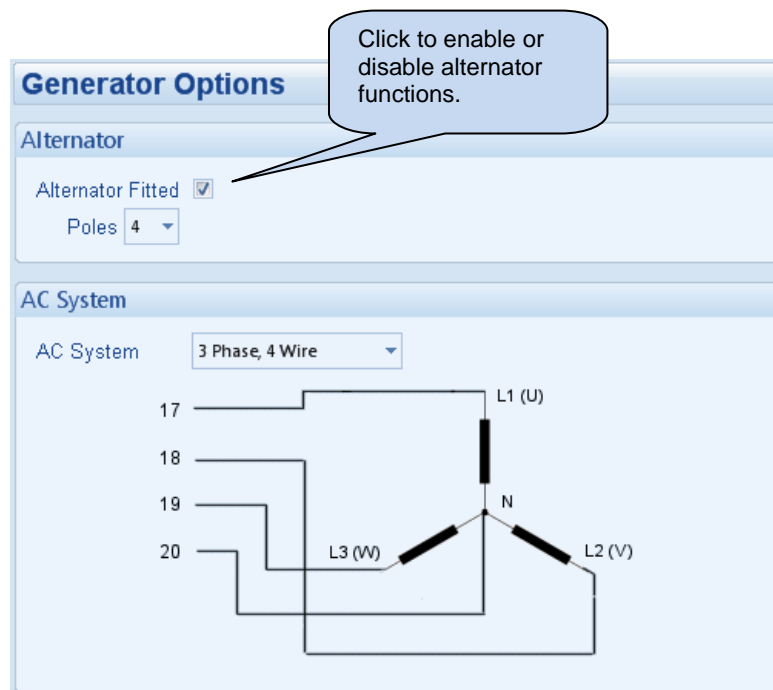 Click to enable or
disable alternator
functions.
Generator Options
Alternator
Alternator Fitted
Poles 4
AC System
AC System 3 Phase, 4 Wire
17 L1 (U)
18
19 N
20 L3 (W) L2 (V)